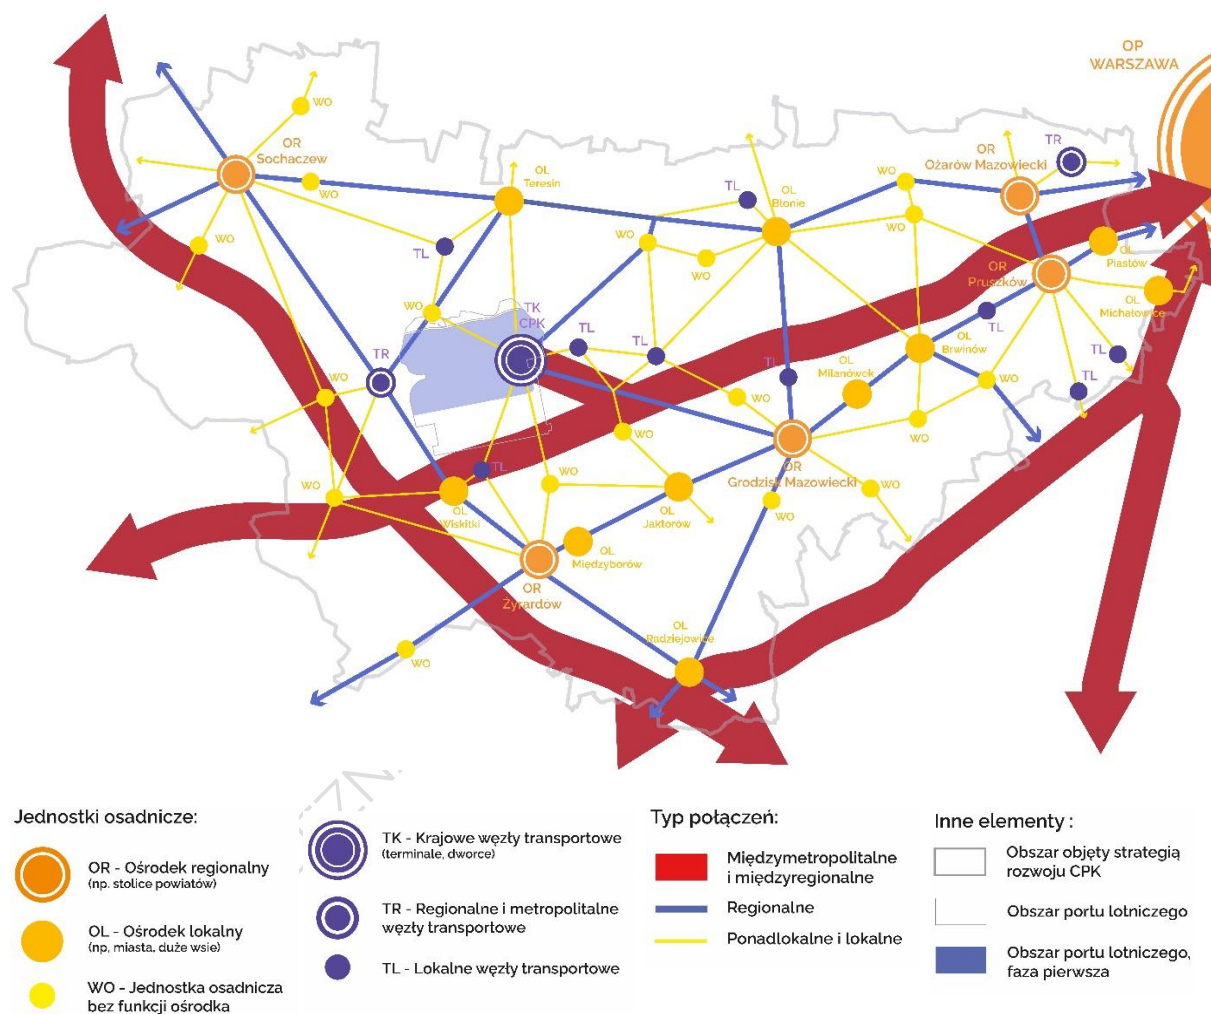 OP
WARSZAWA
WO
OR
Sochaczew
WO
OL
Teresin
TL
OL
Błonie
WO
OR
Ożarów Mazowiecki
TR
WO
TL
WO
WO
WO
OR
Pruszków
OL
Piastów
OL
Michałowice
WO
TK
CPK
TR
TL
TL
TL
OL
Milanówek
OL
Brwinów
TL
TL
TL
WO
WO
WO
WO
WO
WO
TL
WO
OL
Wiskitki
OL
Jaktorów
OR
Grodzisk Mazowiecki
WO
WO
OL
Międzyborów
OR
Żyrardów
WO
OL
Radziejowice
Jednostki osadnicze:
OR - Ośrodek regionalny
(np. stolice powiatów)
OL - Ośrodek lokalny
(np, miasta, duże wsie)
WO - Jednostka osadnicza
bez funkcji ośrodka
TK - Krajowe węzły transportowe
(terminale, dworce)
TR - Regionalne i metropolitalne
węzły transportowe
TL - Lokalne węzły transportowe
Typ połączeń:
Międzymetropolitalne
i międzyregionalne
Regionalne
Ponadlokalne i lokalne
Inne elementy :
Obszar objęty strategią
rozwoju CPK
Obszar portu lotniczego
Obszar portu lotniczego,
faza pierwsza